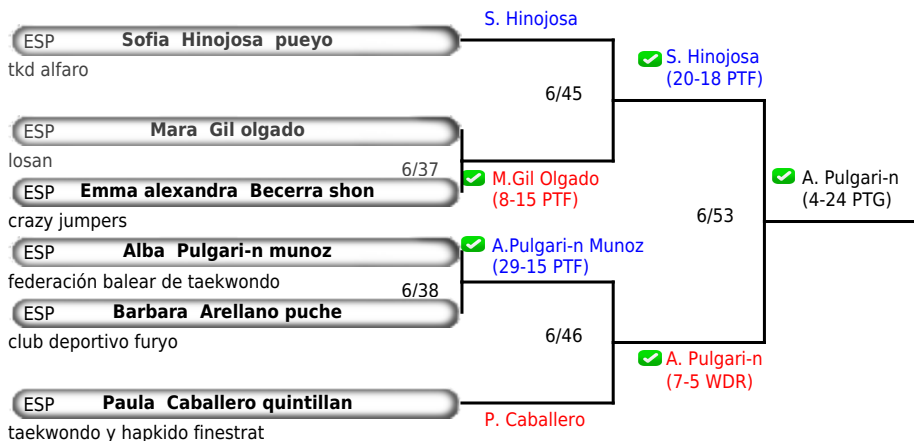 S. Hinojosa
ESP Sofia Hinojosa pueyo
tkd alfaro
S. Hinojosa
(20-18 PTF)
6/45
ESP Mara Gil olgado
losan
6/37
M.Gil Olgado
(8-15 PTF)
ESP Emma alexandra Becerra shon
crazy jumpers
A. Pulgari-n
(4-24 PTG)
6/53
ESP Alba Pulgari-n munoz
federación balear de taekwondo
A.Pulgari-n Munoz
(29-15 PTF)
6/38
ESP Barbara Arellano puche
club deportivo furyo
6/46
A. Pulgari-n
(7-5 WDR)
ESP Paula Caballero quintillan
P. Caballero
taekwondo y hapkido finestrat